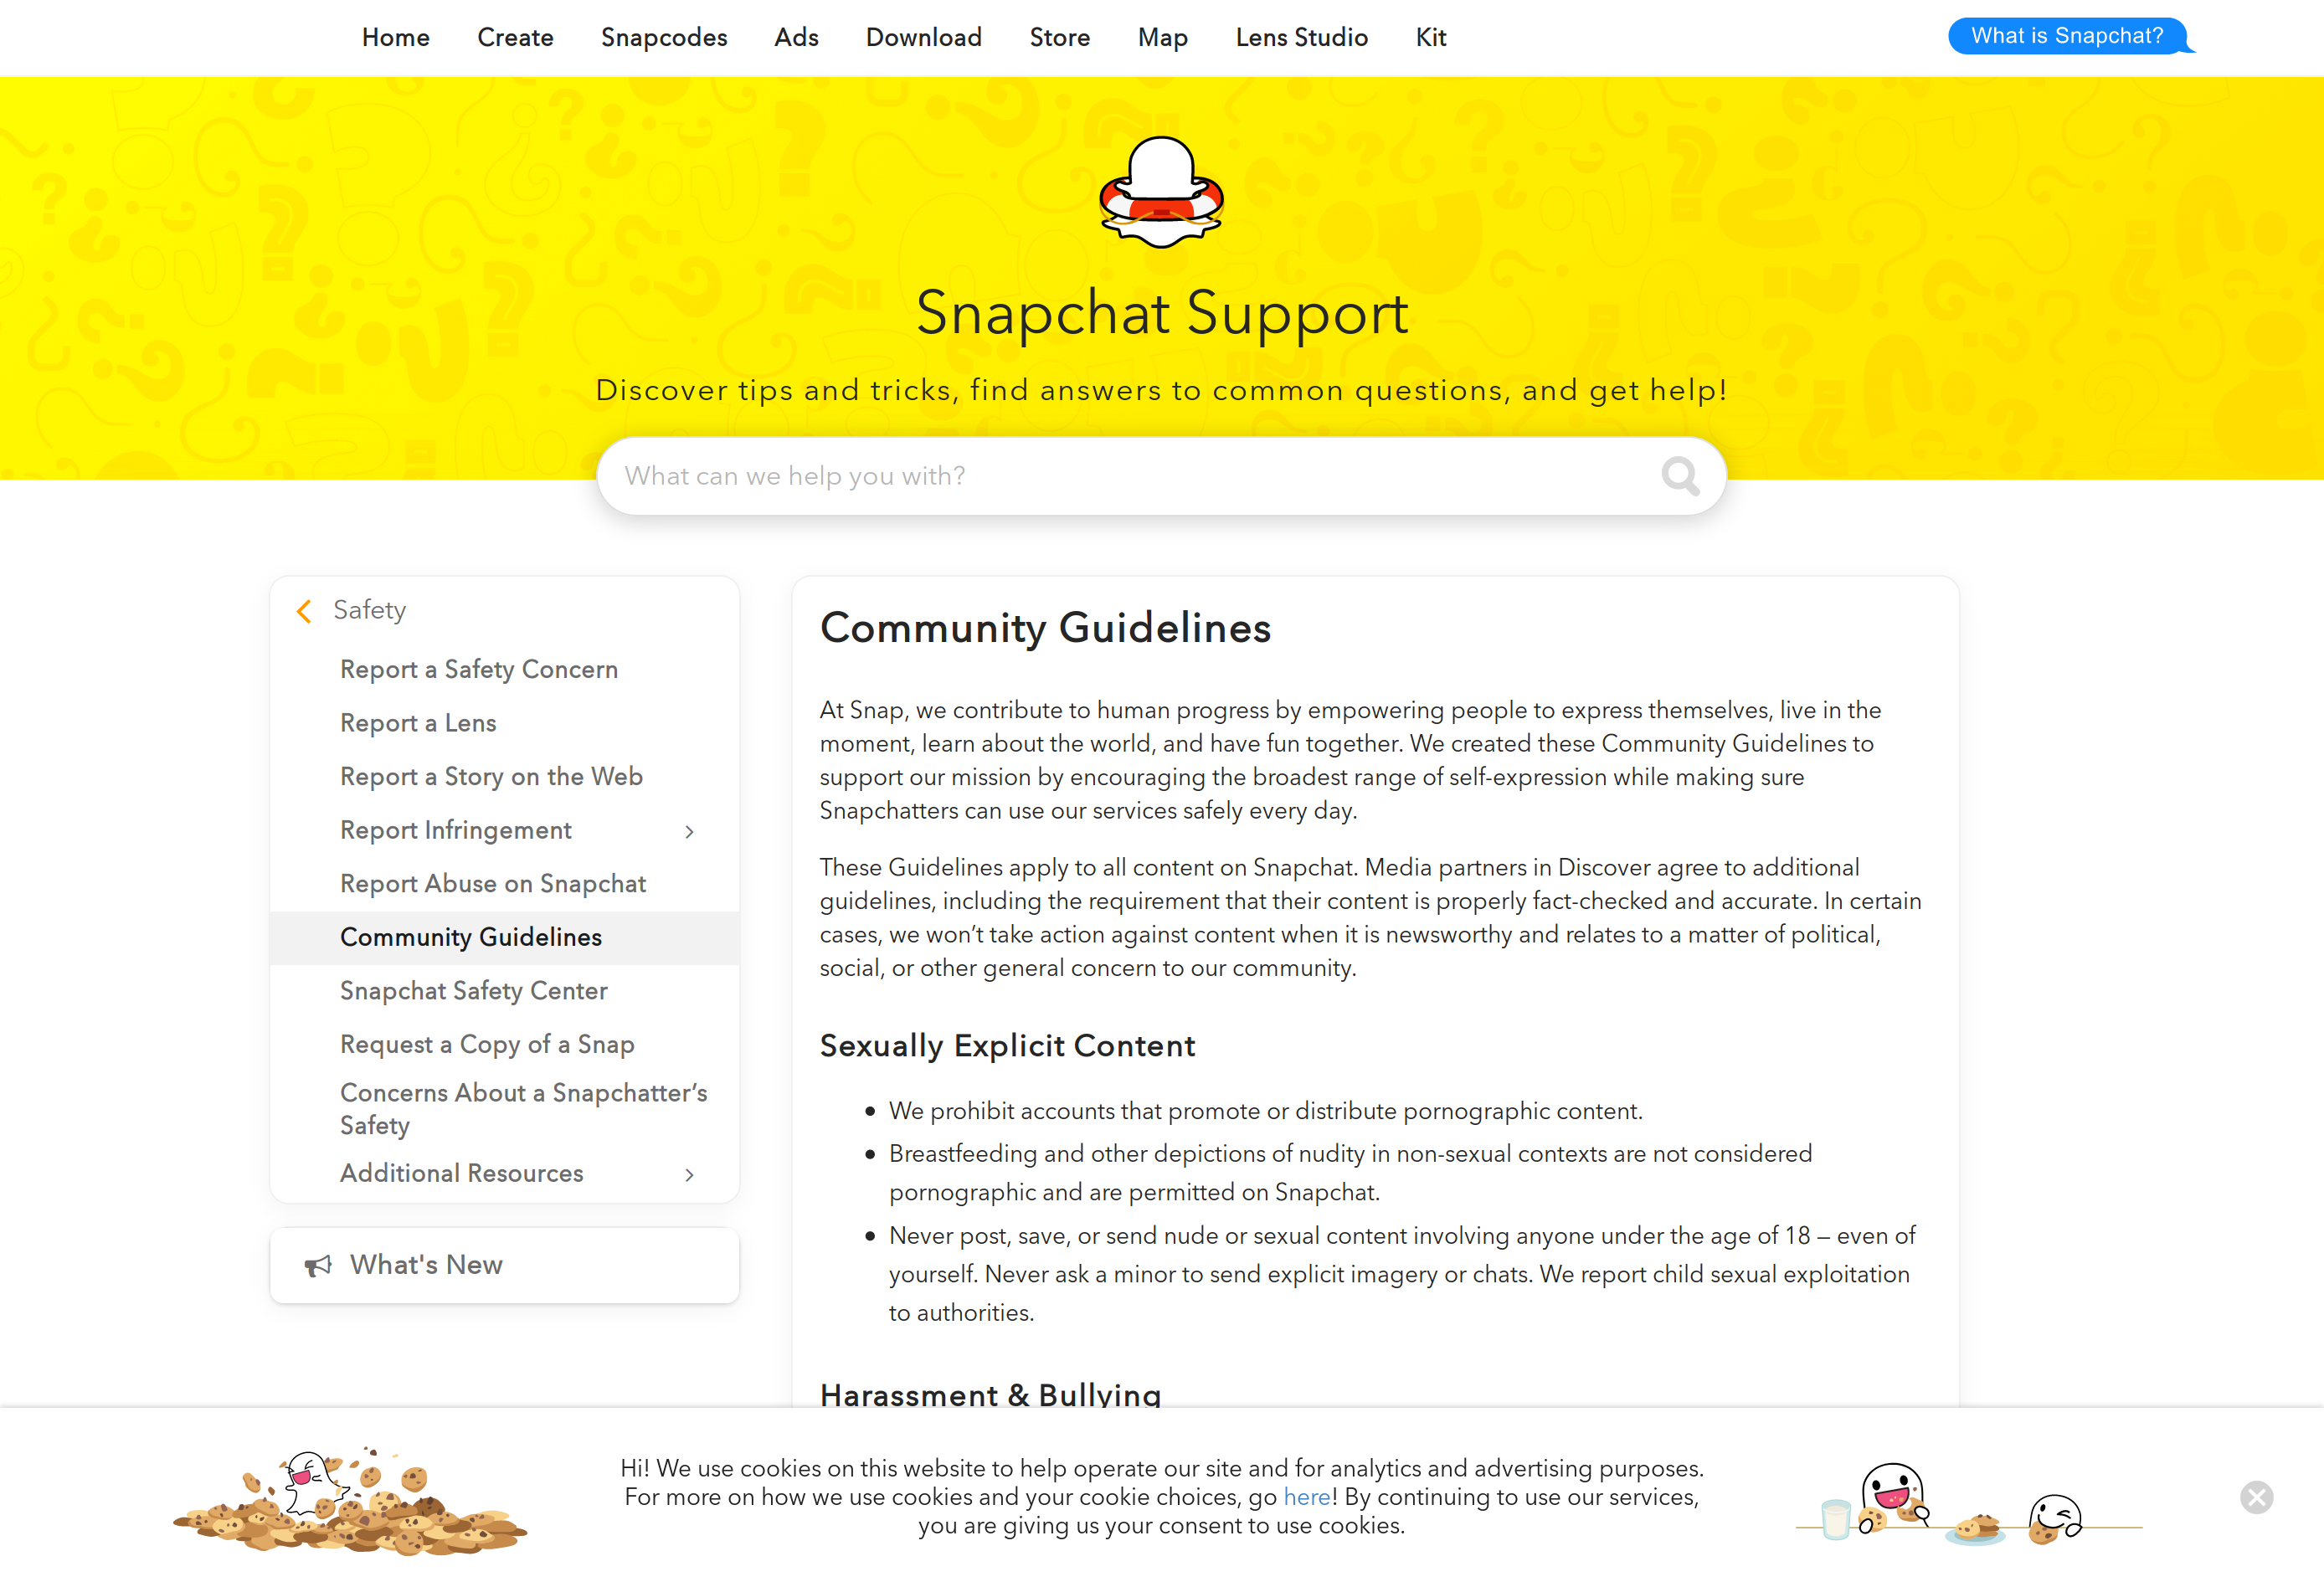 Home Create Snapcodes Ads Download Store Map Lens Studio Kit
What is Snapchat?
Snapchat Support
Discover tips and tricks, find answers to common questions, and get help!
What can we help you with?
Safety
Report a Safety Concern
Report a Lens
Report a Story on the Web
Report Infringement
Report Abuse on Snapchat
Community Guidelines
Snapchat Safety Center
Request a Copy of a Snap
Concerns About a Snapchatter’s
Safety
Additional Resources
What's New
Community Guidelines
At Snap, we contribute to human progress by empowering people to express themselves, live in the
moment, learn about the world, and have fun together. We created these Community Guidelines to
support our mission by encouraging the broadest range of self-expression while making sure
Snapchatters can use our services safely every day.
These Guidelines apply to all content on Snapchat. Media partners in Discover agree to additional
guidelines, including the requirement that their content is properly fact-checked and accurate. In certain
cases, we won’t take action against content when it is newsworthy and relates to a matter of political,
social, or other general concern to our community.
Sexually Explicit Content
• We prohibit accounts that promote or distribute pornographic content.
• Breastfeeding and other depictions of nudity in non-sexual contexts are not considered
pornographic and are permitted on Snapchat.
• Never post, save, or send nude or sexual content involving anyone under the age of 18 – even of
yourself. Never ask a minor to send explicit imagery or chats. We report child sexual exploitation
to authorities.
Harassment & Bullying
Hi! We use cookies on this website to help operate our site and for analytics and advertising purposes.
For more on how we use cookies and your cookie choices, go here! By continuing to use our services,
you are giving us your consent to use cookies.